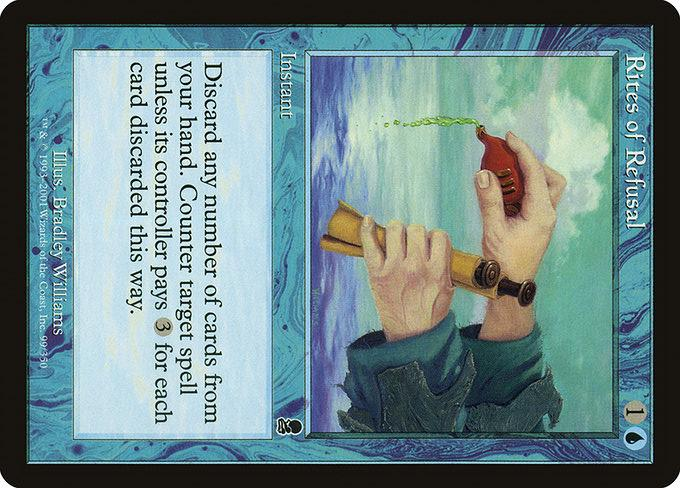 Rites of Refusal 1
Instant
Discard any number of cards from
your hand. Counter target spell
unless its controller pays 3 for each
card discarded this way.
Illus. Bradley Williams
™ & © 1993-2001 Wizards of the Coast, Inc. 99/350